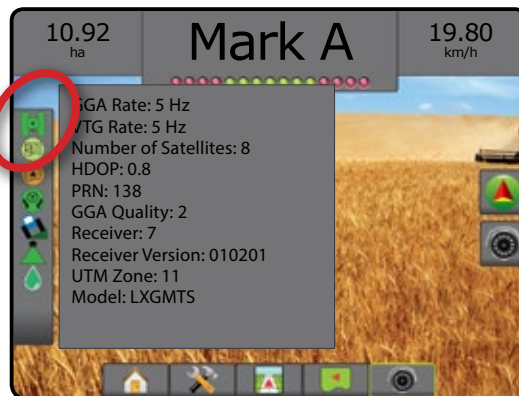 10.92
ha
Mark A
19.80
km/h
GGA Rate: 5 Hz
VTG Rate: 5 Hz
Number of Satellites: 8
HDOP: 0.8
PRN: 138
GGA Quality: 2
Receiver: 7
Receiver Version: 010201
UTM Zone: 11
Model: LXGMTS